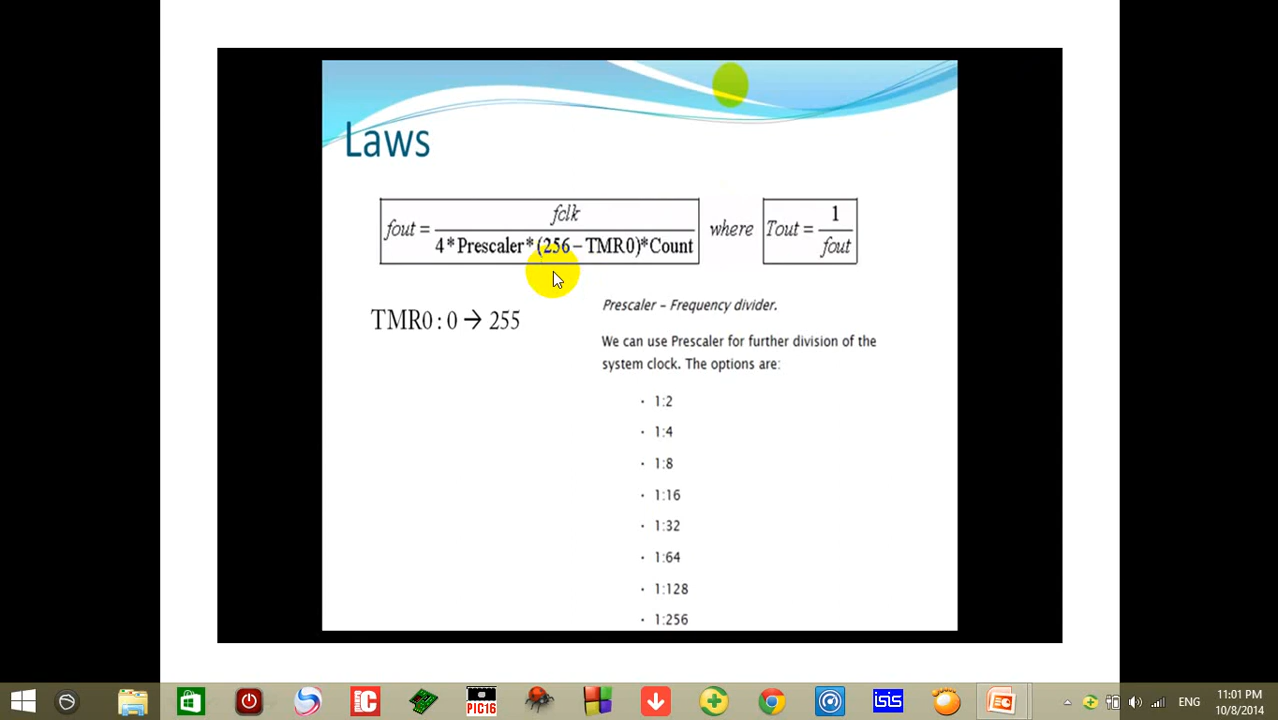 Laws
fout = fclk / 4*Prescaler*(256−TMR0)*Count where Tout = 1 / fout
TMR0 : 0 → 255
Prescaler – Frequency divider.
We can use Prescaler for further division of the
system clock. The options are:
• 1:2
• 1:4
• 1:8
• 1:16
• 1:32
• 1:64
• 1:128
• 1:256
PIC16
isis
ENG
11:01 PM
10/8/2014